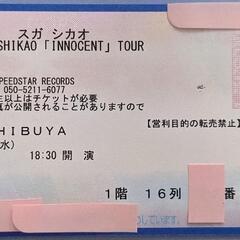 スガ シカオ
SHIKAO「INNOCENT」TOUR
PEEDSTAR RECORDS
050-5211-6077
生以上はチケットが必要
真が公開されることがありますので
HIBUYA
【営利目的の転売禁止】
水)
18:30 開 演
1階 16列 番